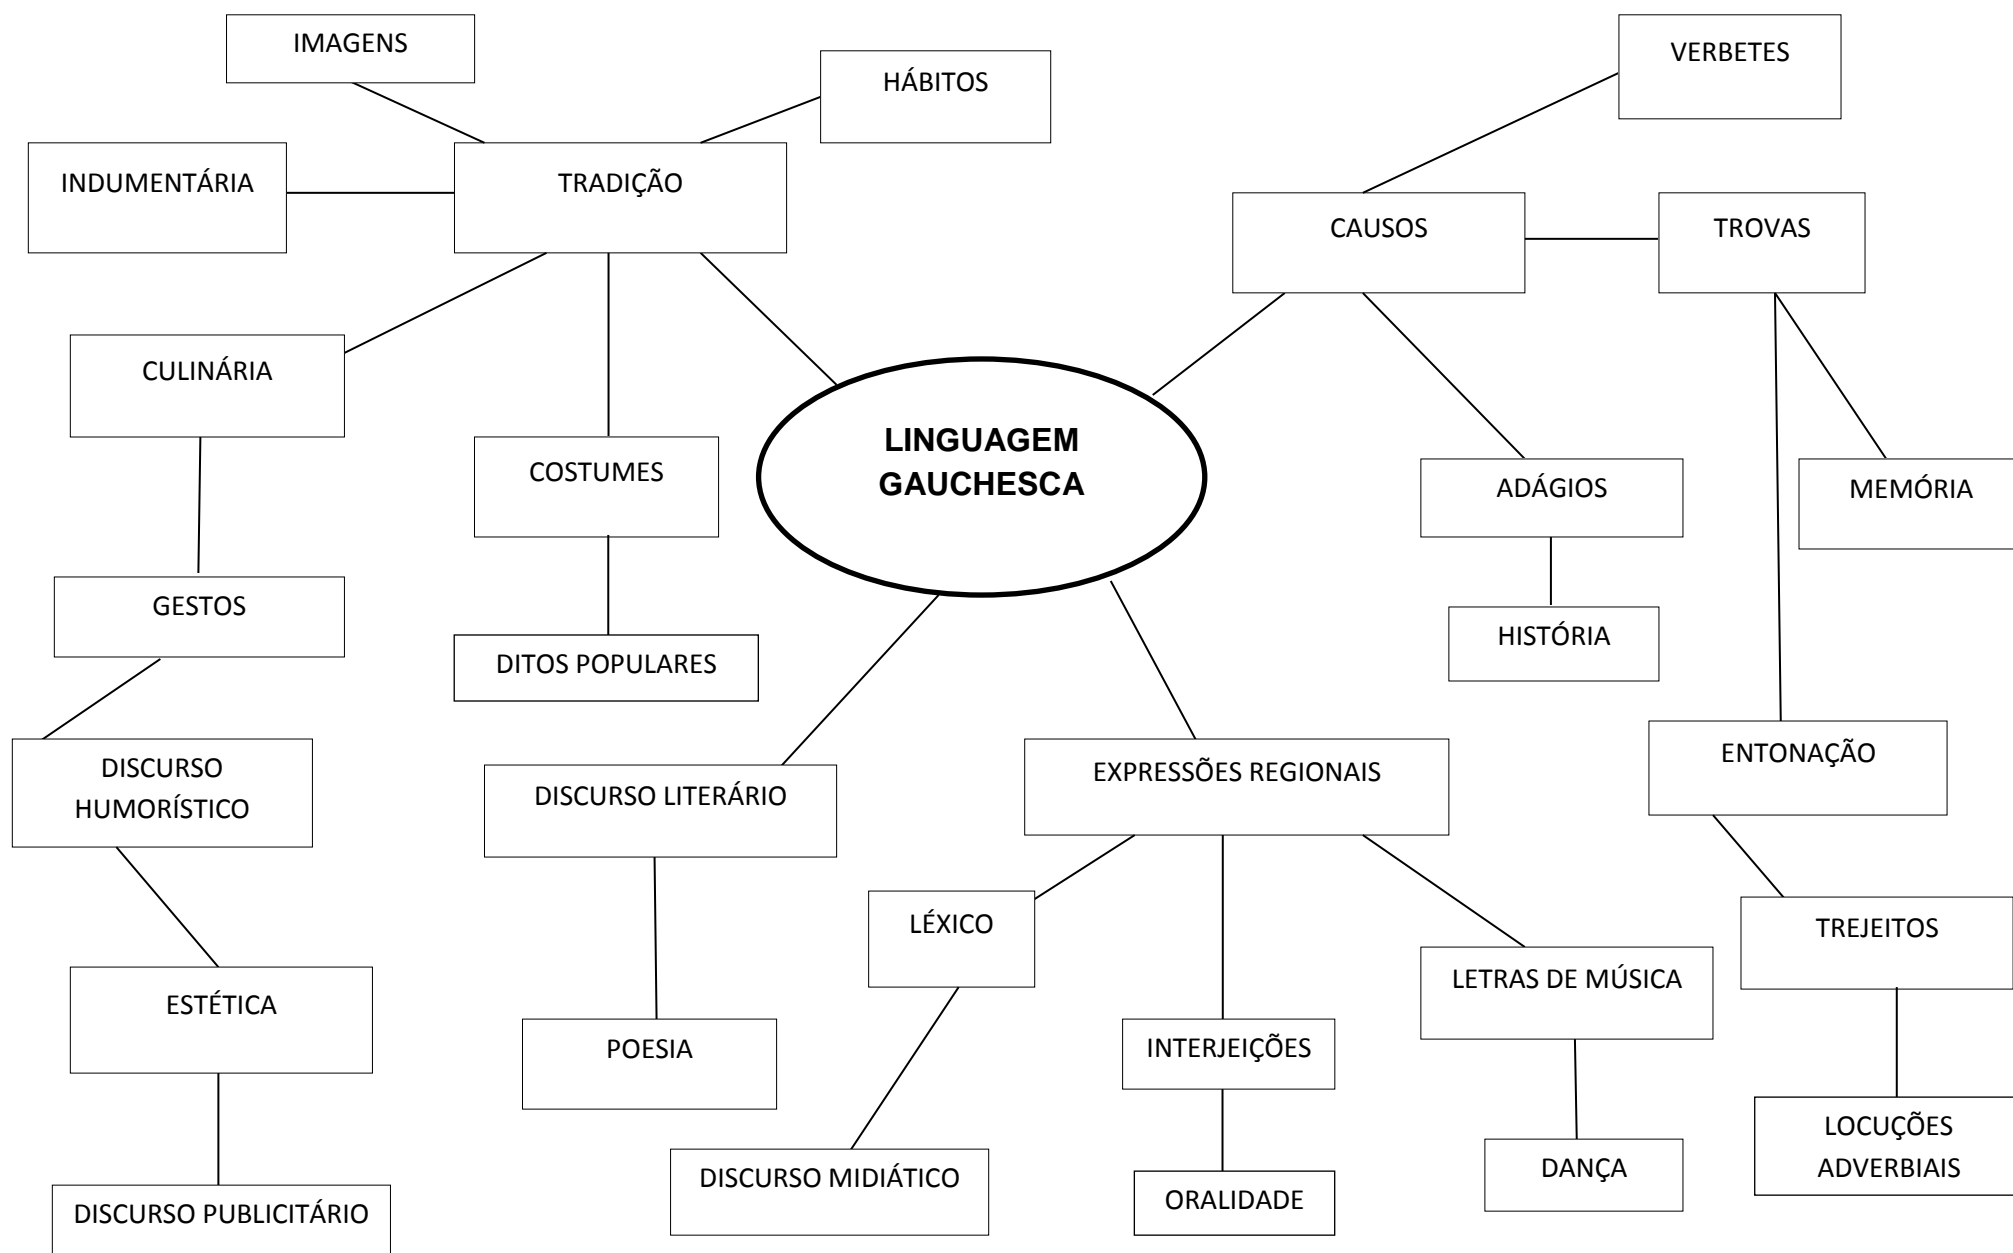 IMAGENS
VERBETES
HÁBITOS
INDUMENTÁRIA
TRADIÇÃO
CAUSOS
TROVAS
CULINÁRIA
LINGUAGEM
GAUCHESCA
COSTUMES
ADÁGIOS
MEMÓRIA
GESTOS
HISTÓRIA
DITOS POPULARES
DISCURSO
HUMORÍSTICO
DISCURSO LITERÁRIO
EXPRESSÕES REGIONAIS
ENTONAÇÃO
LÉXICO
TREJEITOS
LETRAS DE MÚSICA
ESTÉTICA
POESIA
INTERJEIÇÕES
LOCUÇÕES
ADVERBIAIS
DISCURSO MIDIÁTICO
DANÇA
ORALIDADE
DISCURSO PUBLICITÁRIO